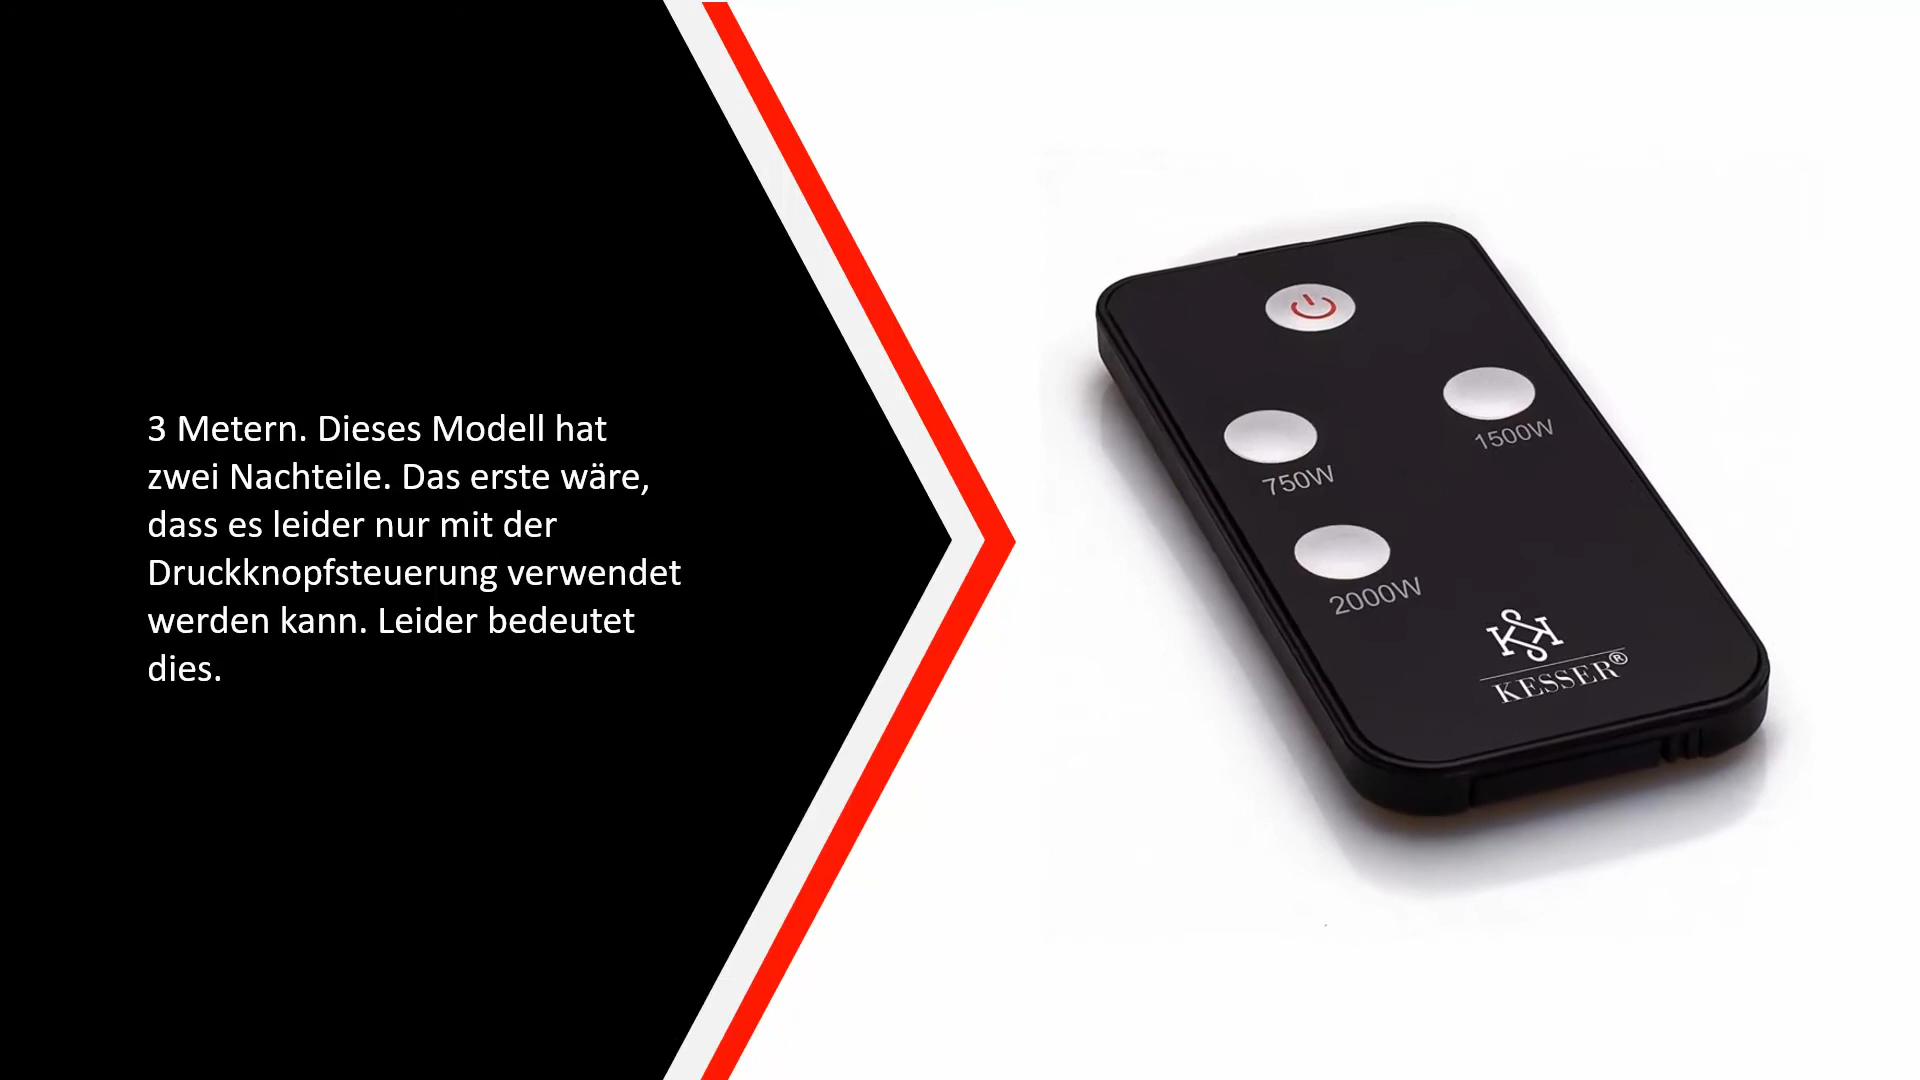 3 Metern. Dieses Modell hat
zwei Nachteile. Das erste wäre,
dass es leider nur mit der
Druckknopfsteuerung verwendet
werden kann. Leider bedeutet
dies.
1500W
750W
2000W
KESSER®